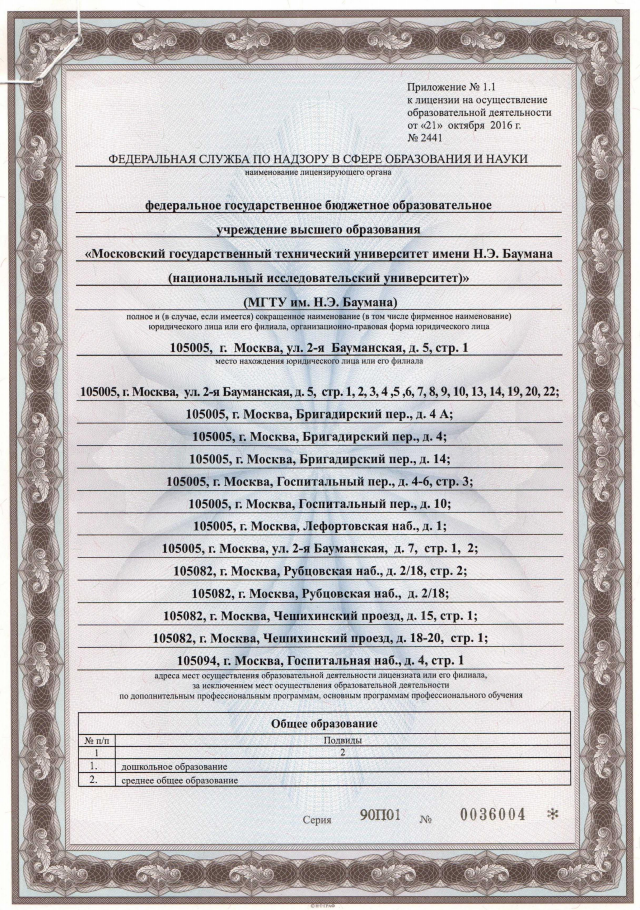 Приложение № 1.1
к лицензии на осуществление
образовательной деятельности
от «21» октября 2016 г.
№ 2441
ФЕДЕРАЛЬНАЯ СЛУЖБА ПО НАДЗОРУ В СФЕРЕ ОБРАЗОВАНИЯ И НАУКИ
наименование лицензирующего органа
федеральное государственное бюджетное образовательное
учреждение высшего образования
«Московский государственный технический университет имени Н.Э. Баумана
(национальный исследовательский университет)»
(МГТУ им. Н.Э. Баумана)
полное и (в случае, если имеется) сокращенное наименование (в том числе фирменное наименование)
юридического лица или его филиала, организационно-правовая форма юридического лица
105005, г. Москва, ул. 2-я Бауманская, д. 5, стр. 1
место нахождения юридического лица или его филиала
105005, г. Москва, ул. 2-я Бауманская, д. 5, стр. 1, 2, 3, 4 ,5 ,6, 7, 8, 9, 10, 13, 14, 19, 20, 22;
105005, г. Москва, Бригадирский пер., д. 4 А;
105005, г. Москва, Бригадирский пер., д. 4;
105005, г. Москва, Бригадирский пер., д. 14;
105005, г. Москва, Госпитальный пер., д. 4-6, стр. 3;
105005, г. Москва, Госпитальный пер., д. 10;
105005, г. Москва, Лефортовская наб., д. 1;
105005, г. Москва, ул. 2-я Бауманская, д. 7, стр. 1, 2;
105082, г. Москва, Рубцовская наб., д. 2/18, стр. 2;
105082, г. Москва, Рубцовская наб., д. 2/18;
105082, г. Москва, Чешихинский проезд, д. 15, стр. 1;
105082, г. Москва, Чешихинский проезд, д. 18-20, стр. 1;
105094, г. Москва, Госпитальная наб., д. 4, стр. 1
адреса мест осуществления образовательной деятельности лицензиата или его филиала,
за исключением мест осуществления образовательной деятельности
по дополнительным профессиональным программам, основным программам профессионального обучения
Общее образование
№ п/п Подвиды
1 2
1. дошкольное образование
2. среднее общее образование
Серия 90П01 № 0036004 *